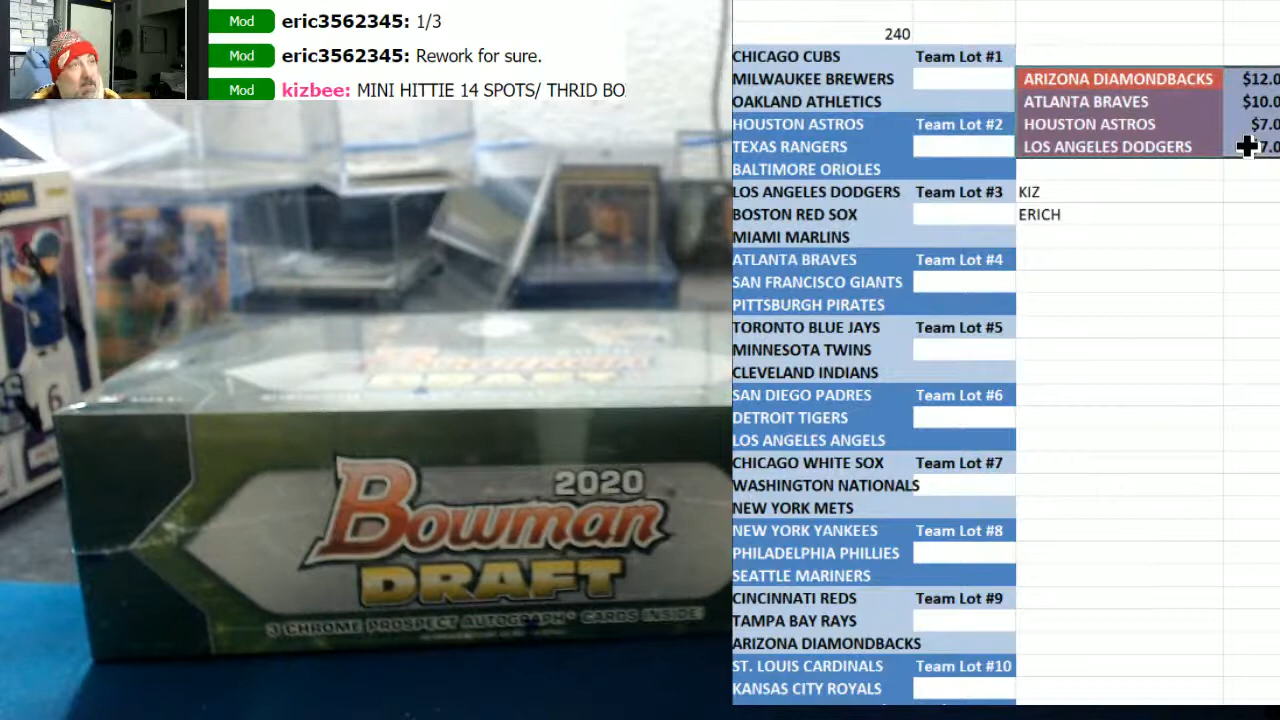 Mod eric3562345: 1/3
Mod eric3562345: Rework for sure.
Mod kizbee: MINI HITTIE 14 SPOTS/ THRID BO
2020
Bowman
DRAFT
3 CHROME PROSPECT AUTOGRAPH CARDS INSIDE!
6
240
CHICAGO CUBS Team Lot #1
MILWAUKEE BREWERS
OAKLAND ATHLETICS
HOUSTON ASTROS Team Lot #2
TEXAS RANGERS
BALTIMORE ORIOLES
LOS ANGELES DODGERS Team Lot #3 KIZ
BOSTON RED SOX ERICH
MIAMI MARLINS
ATLANTA BRAVES Team Lot #4
SAN FRANCISCO GIANTS
PITTSBURGH PIRATES
TORONTO BLUE JAYS Team Lot #5
MINNESOTA TWINS
CLEVELAND INDIANS
SAN DIEGO PADRES Team Lot #6
DETROIT TIGERS
LOS ANGELES ANGELS
CHICAGO WHITE SOX Team Lot #7
WASHINGTON NATIONALS
NEW YORK METS
NEW YORK YANKEES Team Lot #8
PHILADELPHIA PHILLIES
SEATTLE MARINERS
CINCINNATI REDS Team Lot #9
TAMPA BAY RAYS
ARIZONA DIAMONDBACKS
ST. LOUIS CARDINALS Team Lot #10
KANSAS CITY ROYALS
ARIZONA DIAMONDBACKS $12.0
ATLANTA BRAVES $10.0
HOUSTON ASTROS $7.0
LOS ANGELES DODGERS 7.0